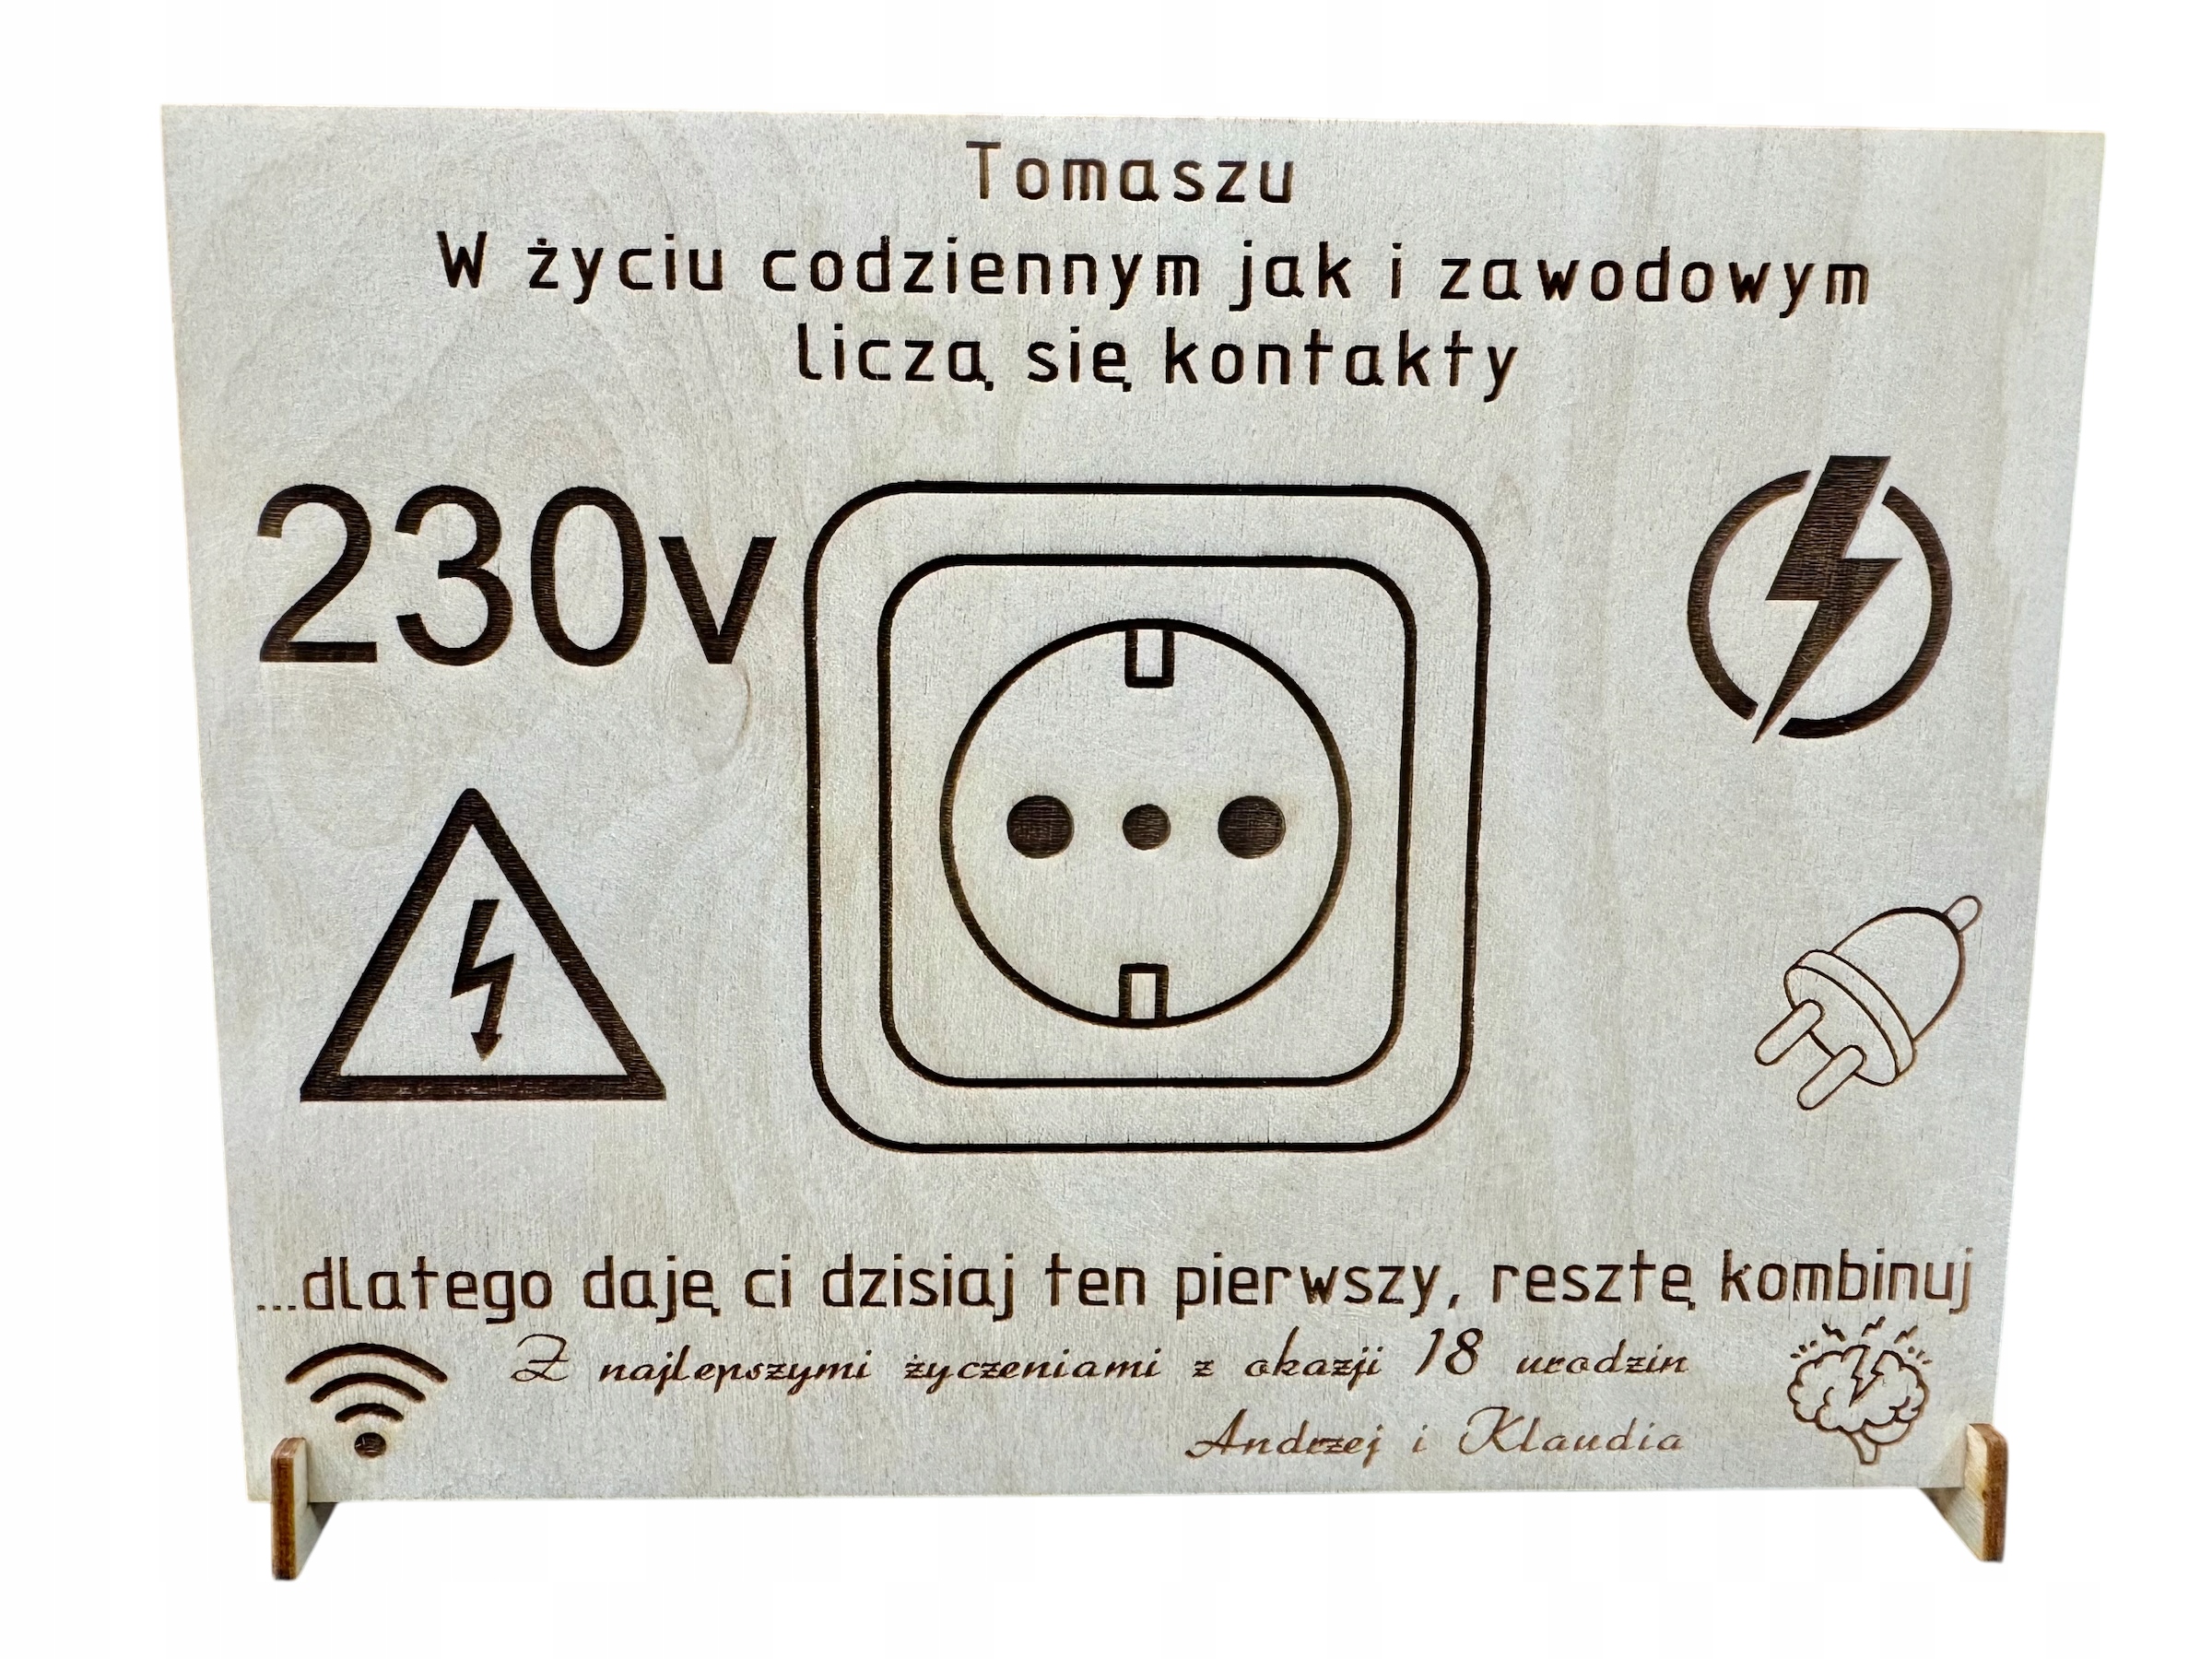 Tomaszu
W życiu codziennym jak i zawodowym
liczą się kontakty
230v
...dlatego daję ci dzisiaj ten pierwszy, resztę kombinuj
Z najlepszymi życzeniami z okazji 18 urodzin
Andrzej i Klaudia